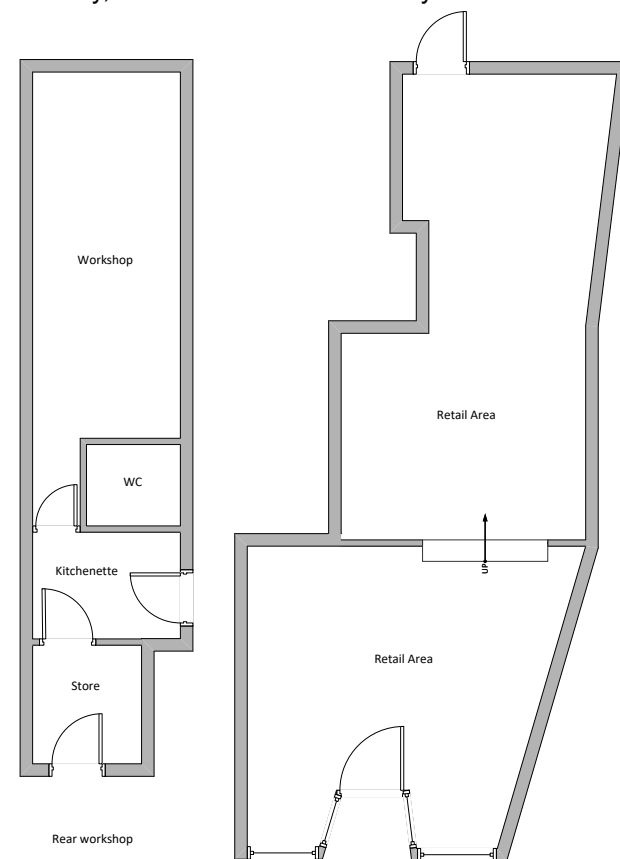 Workshop
WC
Kitchenette
Store
Rear workshop
Retail Area
UP
Retail Area